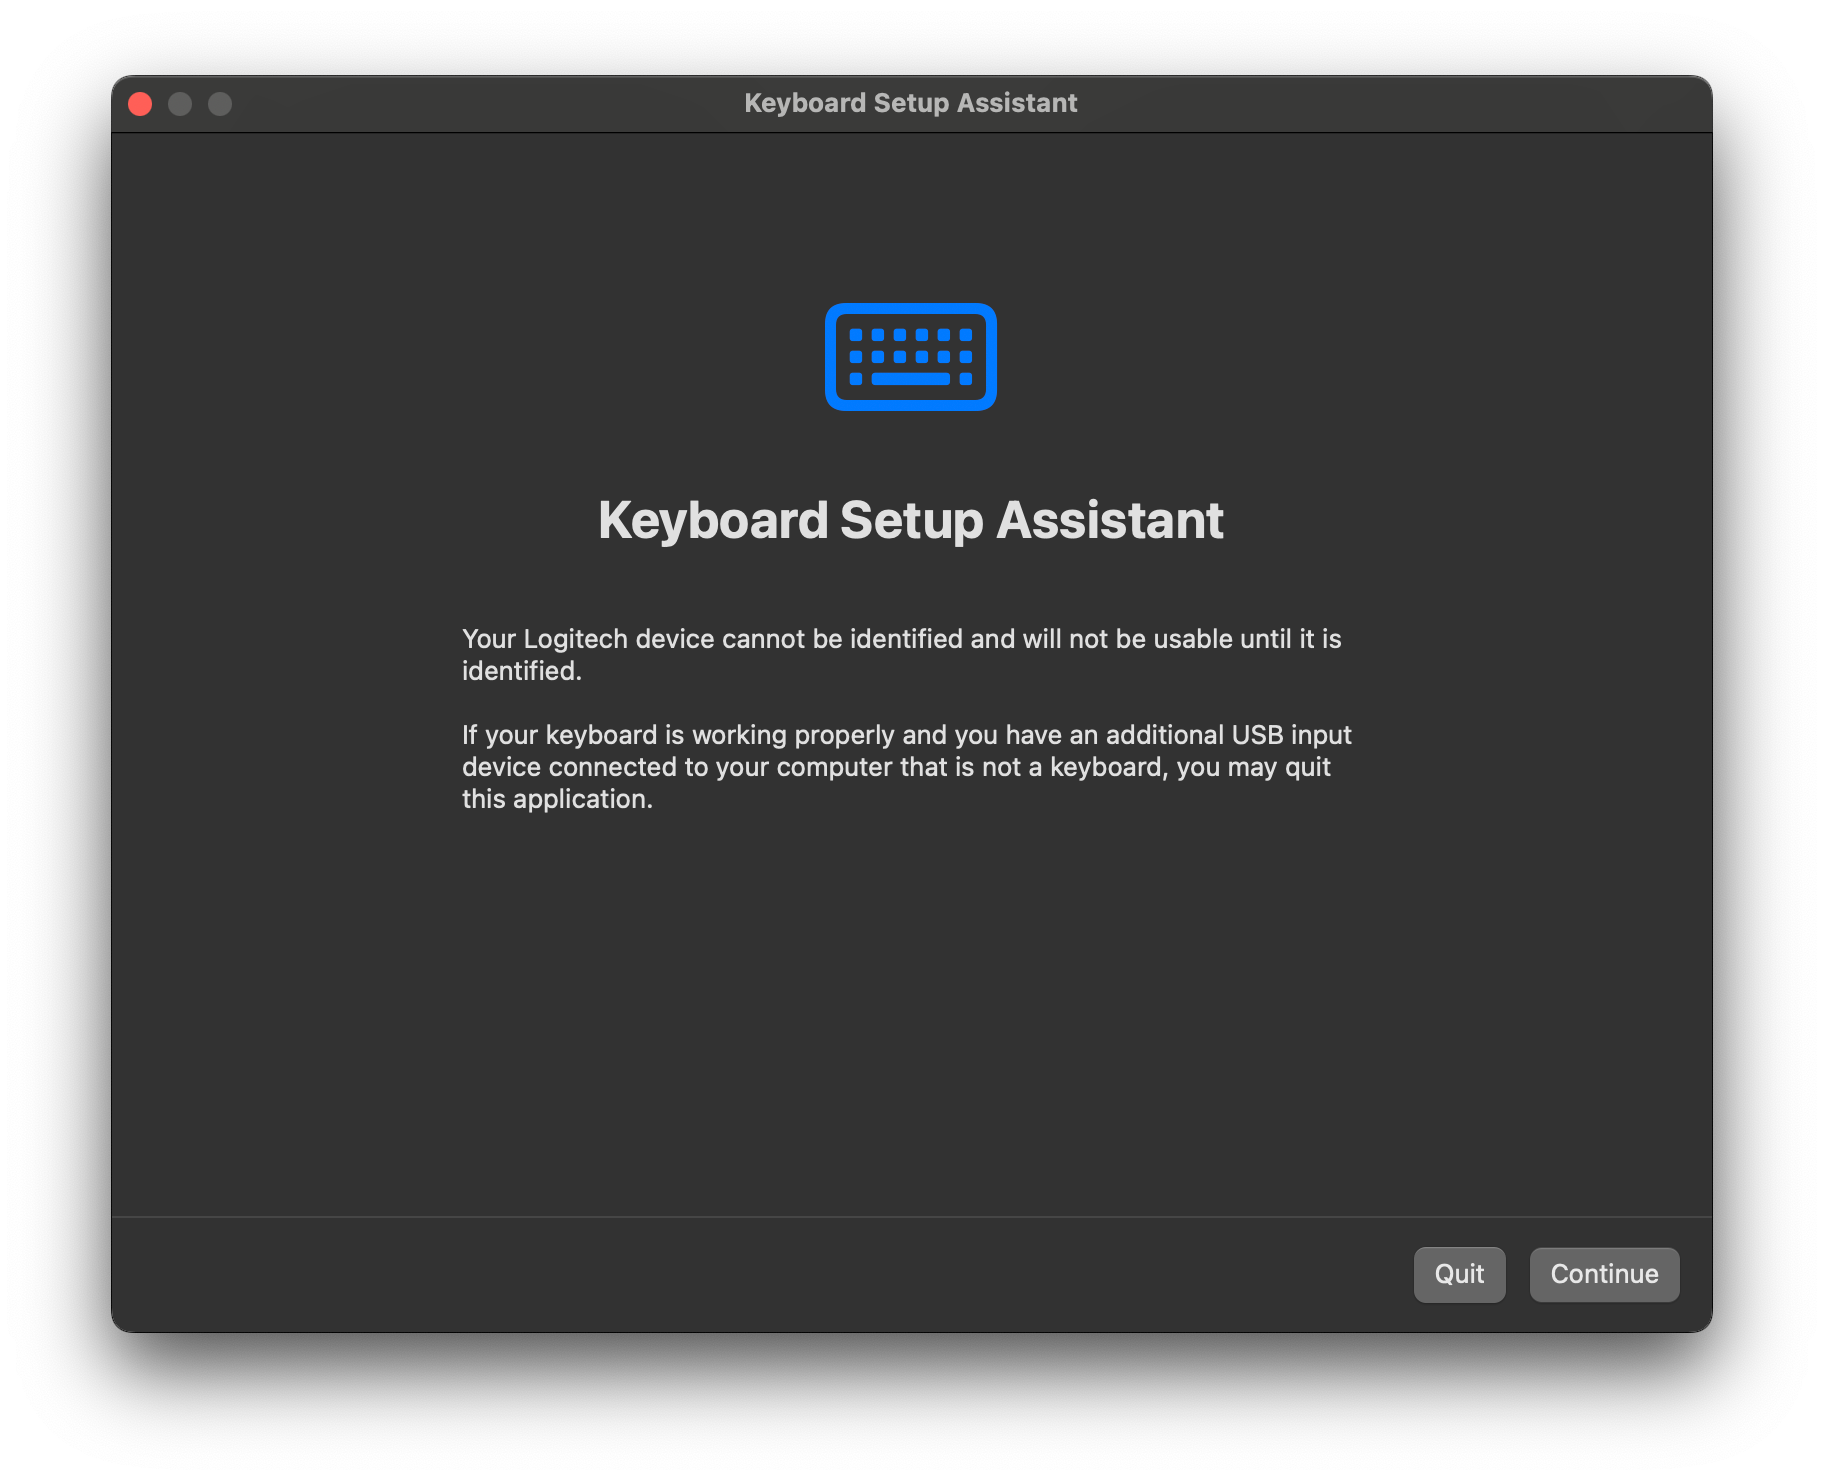 Keyboard Setup Assistant
Keyboard Setup Assistant
Your Logitech device cannot be identified and will not be usable until it is
identified.
If your keyboard is working properly and you have an additional USB input
device connected to your computer that is not a keyboard, you may quit
this application.
Quit
Continue